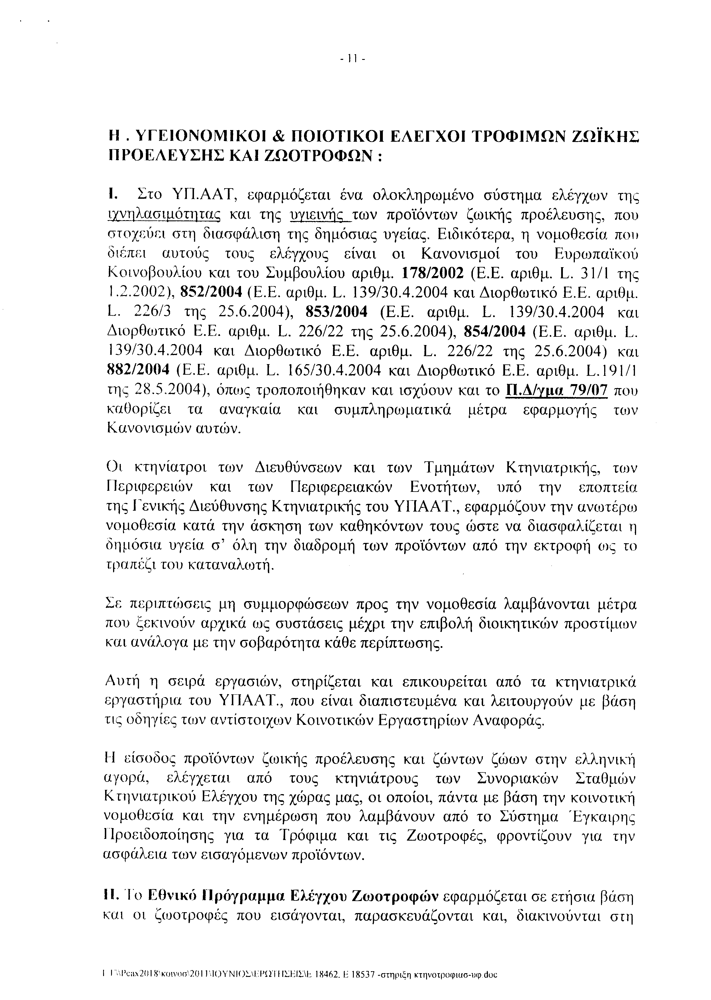 - 11 -
Η . ΥΓΕΙΟΝΟΜΙΚΟΙ & ΠΟΙΟΤΙΚΟΙ ΕΛΕΓΧΟΙ ΤΡΟΦΙΜΩΝ ΖΩΪΚΗΣ
ΠΡΟΕΛΕΥΣΗΣ ΚΑΙ ΖΩΟΤΡΟΦΩΝ :
Ι. Στο ΥΠ.ΑΑΤ, εφαρμόζεται ένα ολοκληρωμένο σύστημα ελέγχων της
ιχνηλασιμότητας και της υγιεινής των προϊόντων ζωικής προέλευσης, που
στοχεύει στη διασφάλιση της δημόσιας υγείας. Ειδικότερα, η νομοθεσία που
διέπει αυτούς τους ελέγχους είναι οι Κανονισμοί του Ευρωπαϊκού
Κοινοβουλίου και του Συμβουλίου αριθμ. 178/2002 (Ε.Ε. αριθμ. L. 31/1 της
1.2.2002), 852/2004 (Ε.Ε. αριθμ. L. 139/30.4.2004 και Διορθωτικό Ε.Ε. αριθμ.
L. 226/3 της 25.6.2004), 853/2004 (Ε.Ε. αριθμ. L. 139/30.4.2004 και
Διορθωτικό Ε.Ε. αριθμ. L. 226/22 της 25.6.2004), 854/2004 (Ε.Ε. αριθμ. L.
139/30.4.2004 και Διορθωτικό Ε.Ε. αριθμ. L. 226/22 της 25.6.2004) και
882/2004 (Ε.Ε. αριθμ. L. 165/30.4.2004 και Διορθωτικό Ε.Ε. αριθμ. L.191/1
της 28.5.2004), όπως τροποποιήθηκαν και ισχύουν και το Π.Δ/γμα 79/07 που
καθορίζει τα αναγκαία και συμπληρωματικά μέτρα εφαρμογής των
Κανονισμών αυτών.
Οι κτηνίατροι των Διευθύνσεων και των Τμημάτων Κτηνιατρικής, των
Περιφερειών και των Περιφερειακών Ενοτήτων, υπό την εποπτεία
της Γενικής Διεύθυνσης Κτηνιατρικής του ΥΠΑΑΤ., εφαρμόζουν την ανωτέρω
νομοθεσία κατά την άσκηση των καθηκόντων τους ώστε να διασφαλίζεται η
δημόσια υγεία σ’ όλη την διαδρομή των προϊόντων από την εκτροφή ως το
τραπέζι του καταναλωτή.
Σε περιπτώσεις μη συμμορφώσεων προς την νομοθεσία λαμβάνονται μέτρα
που ξεκινούν αρχικά ως συστάσεις μέχρι την επιβολή διοικητικών προστίμων
και ανάλογα με την σοβαρότητα κάθε περίπτωσης.
Αυτή η σειρά εργασιών, στηρίζεται και επικουρείται από τα κτηνιατρικά
εργαστήρια του ΥΠΑΑΤ., που είναι διαπιστευμένα και λειτουργούν με βάση
τις οδηγίες των αντίστοιχων Κοινοτικών Εργαστηρίων Αναφοράς.
Η είσοδος προϊόντων ζωικής προέλευσης και ζώντων ζώων στην ελληνική
αγορά, ελέγχεται από τους κτηνιάτρους των Συνοριακών Σταθμών
Κτηνιατρικού Ελέγχου της χώρας μας, οι οποίοι, πάντα με βάση την κοινοτική
νομοθεσία και την ενημέρωση που λαμβάνουν από το Σύστημα Έγκαιρης
Προειδοποίησης για τα Τρόφιμα και τις Ζωοτροφές, φροντίζουν για την
ασφάλεια των εισαγόμενων προϊόντων.
ΙΙ. Το Εθνικό Πρόγραμμα Ελέγχου Ζωοτροφών εφαρμόζεται σε ετήσια βάση
και οι ζωοτροφές που εισάγονται, παρασκευάζονται και, διακινούνται στη
\\Pcax2018\κοινοσ\2011\ΙΟΥΝΙΟΣ\ΕΡΩΤΗΣΕΙΣ\Ε 18462. Ε 18537 -στηριξη κτηνοτροφιασ-υφ.doc